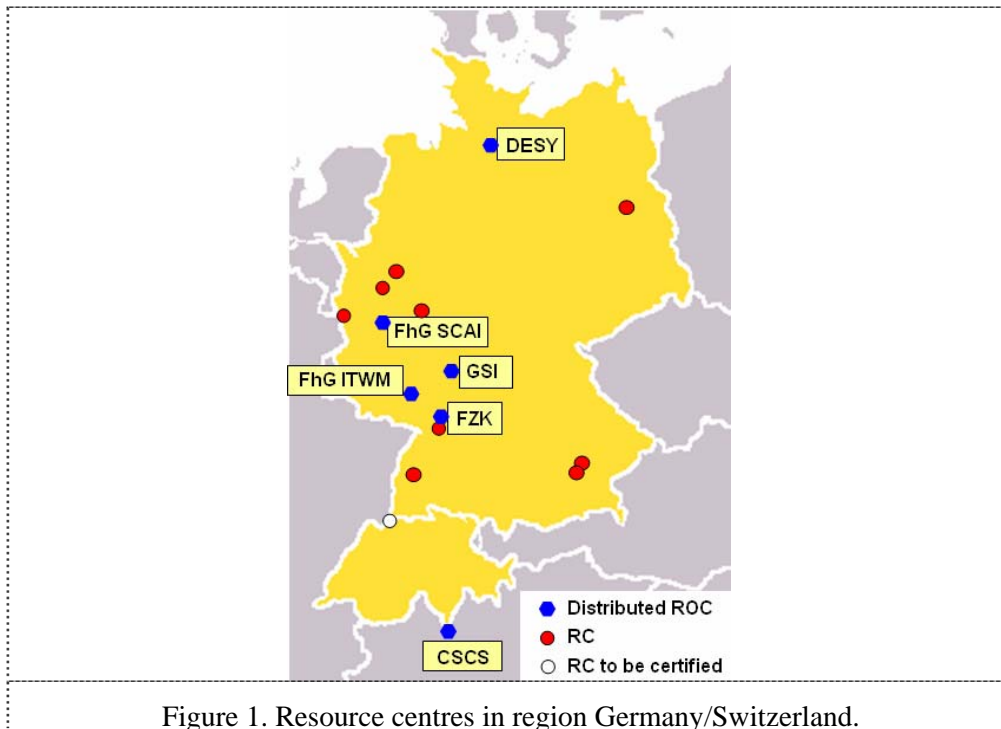 DESY
FhG SCAI
GSI
FhG ITWM
FZK
CSCS
Distributed ROC
RC
RC to be certified
Figure 1. Resource centres in region Germany/Switzerland.